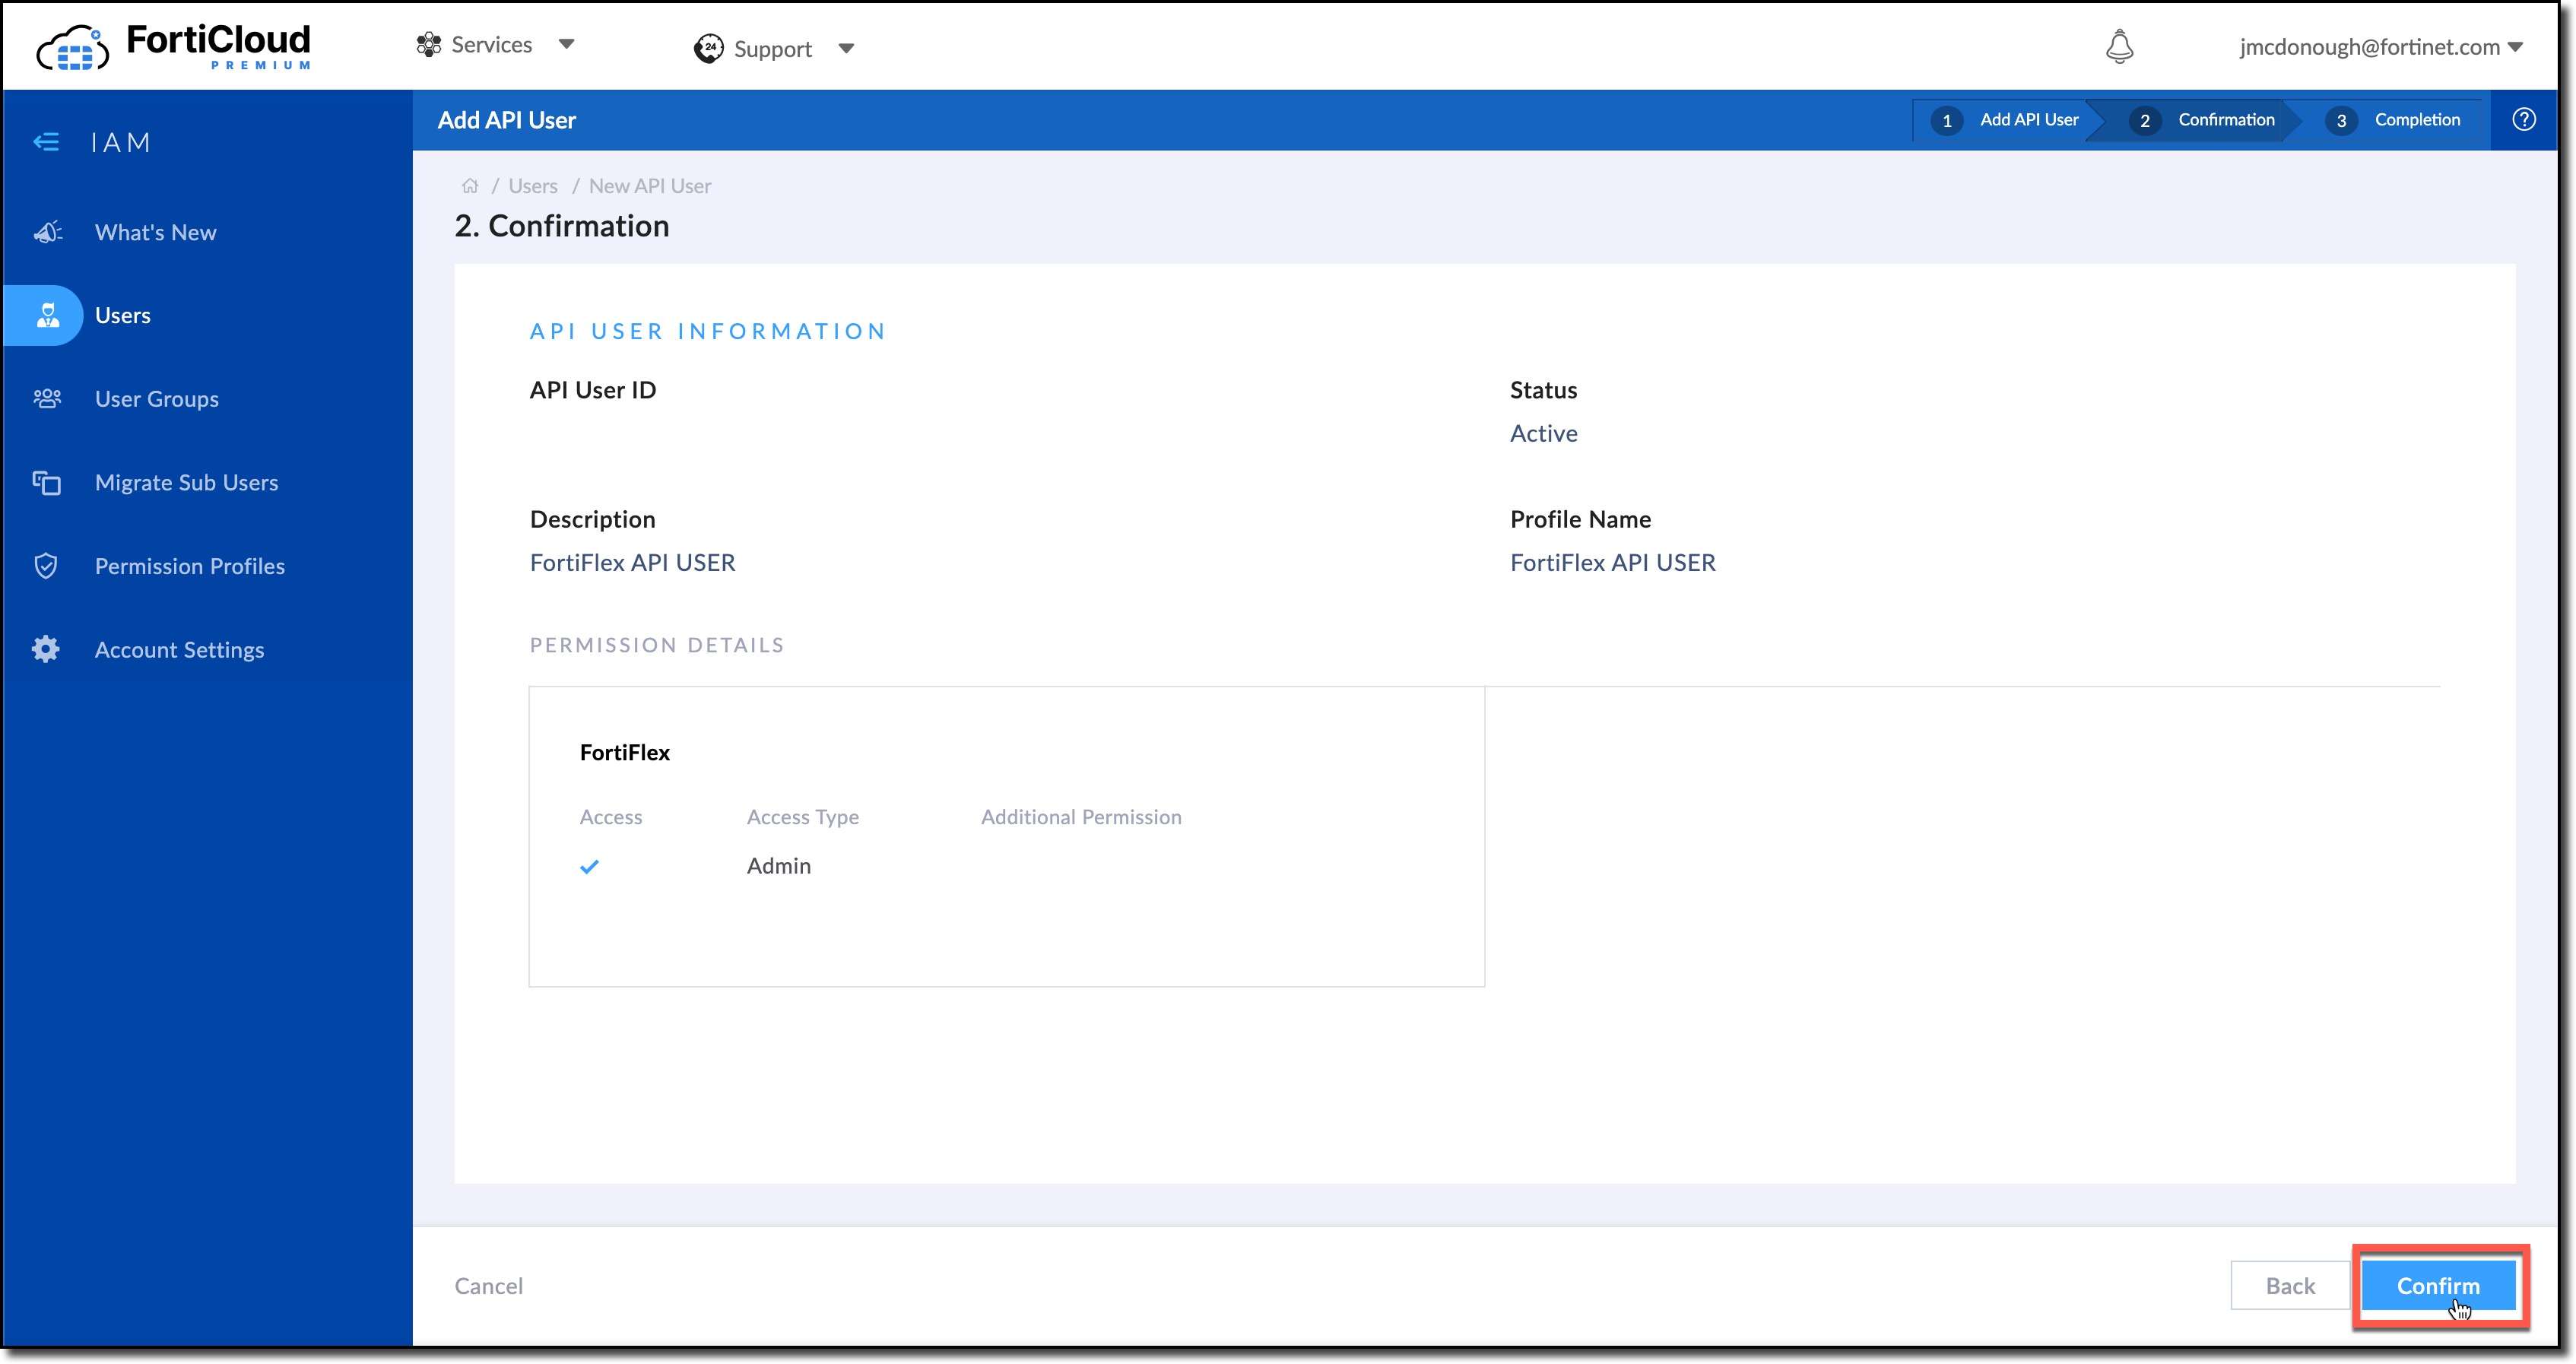 FortiCloud
PREMIUM
Services
24
Support
jmcdonough@fortinet.com
IAM
Add API User
1 Add API User
2 Confirmation
3 Completion
?
What's New
Users
User Groups
Migrate Sub Users
Permission Profiles
Account Settings
/ Users / New API User
2. Confirmation
API USER INFORMATION
API User ID
Status
Active
Description
Profile Name
FortiFlex API USER
FortiFlex API USER
PERMISSION DETAILS
FortiFlex
Access Access Type Additional Permission
Admin
Cancel
Back
Confirm